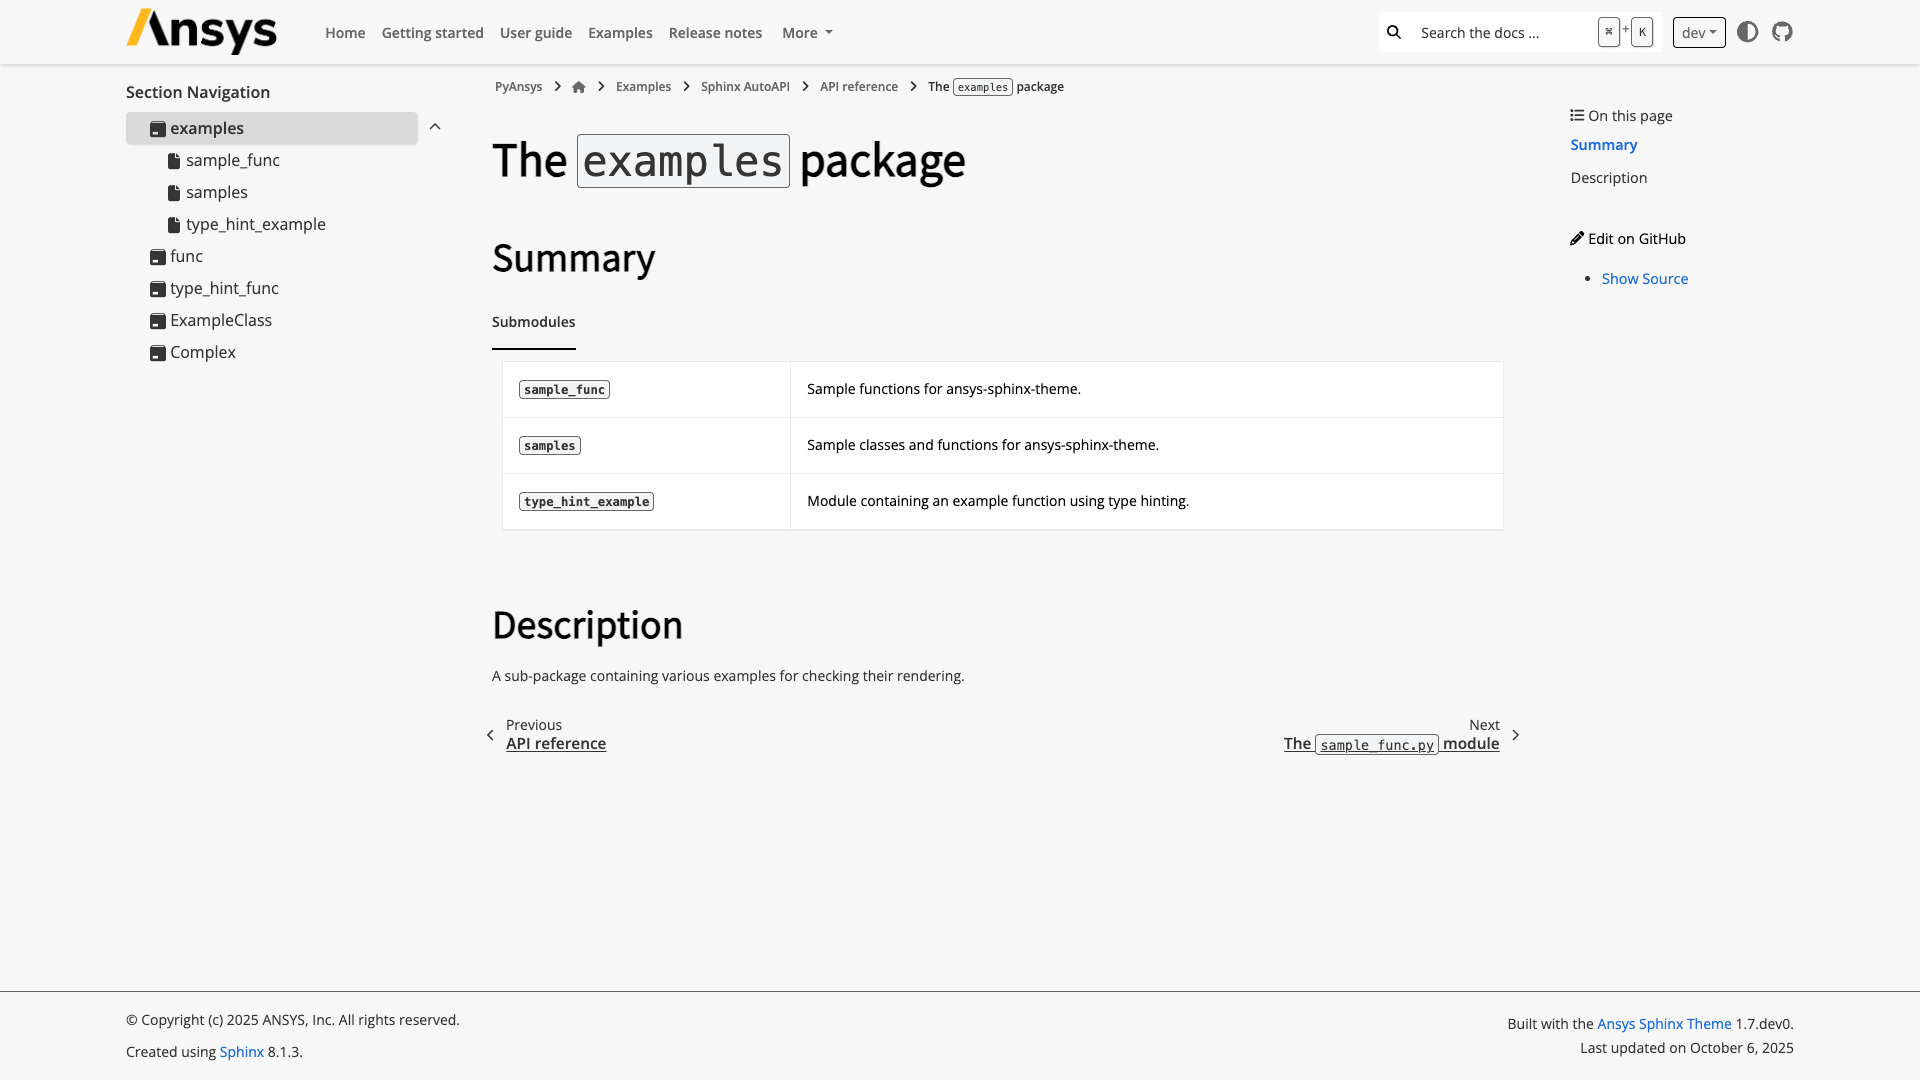 Ansys
Home Getting started User guide Examples Release notes More
Search the docs ... ⌘ + K
dev
Section Navigation
examples
sample_func
samples
type_hint_example
func
type_hint_func
ExampleClass
Complex
PyAnsys Examples Sphinx AutoAPI API reference The examples package
The examples package
Summary
Submodules
sample_func Sample functions for ansys-sphinx-theme.
samples Sample classes and functions for ansys-sphinx-theme.
type_hint_example Module containing an example function using type hinting.
Description
A sub-package containing various examples for checking their rendering.
Previous
API reference
Next
The sample_func.py module
On this page
Summary
Description
Edit on GitHub
Show Source
© Copyright (c) 2025 ANSYS, Inc. All rights reserved.
Created using Sphinx 8.1.3.
Built with the Ansys Sphinx Theme 1.7.dev0.
Last updated on October 6, 2025